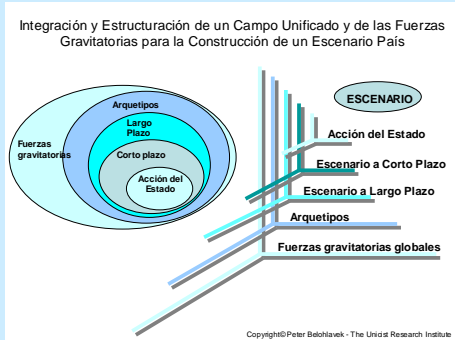 Integración y Estructuración de un Campo Unificado y de las Fuerzas
Gravitatorias para la Construcción de un Escenario País
Fuerzas
gravitatorias
Arquetipos
Largo
Plazo
Corto plazo
Acción del
Estado
ESCENARIO
Acción del Estado
Escenario a Corto Plazo
Escenario a Largo Plazo
Arquetipos
Fuerzas gravitatorias globales
Copyright© Peter Belohlavek - The Unicist Research Institute